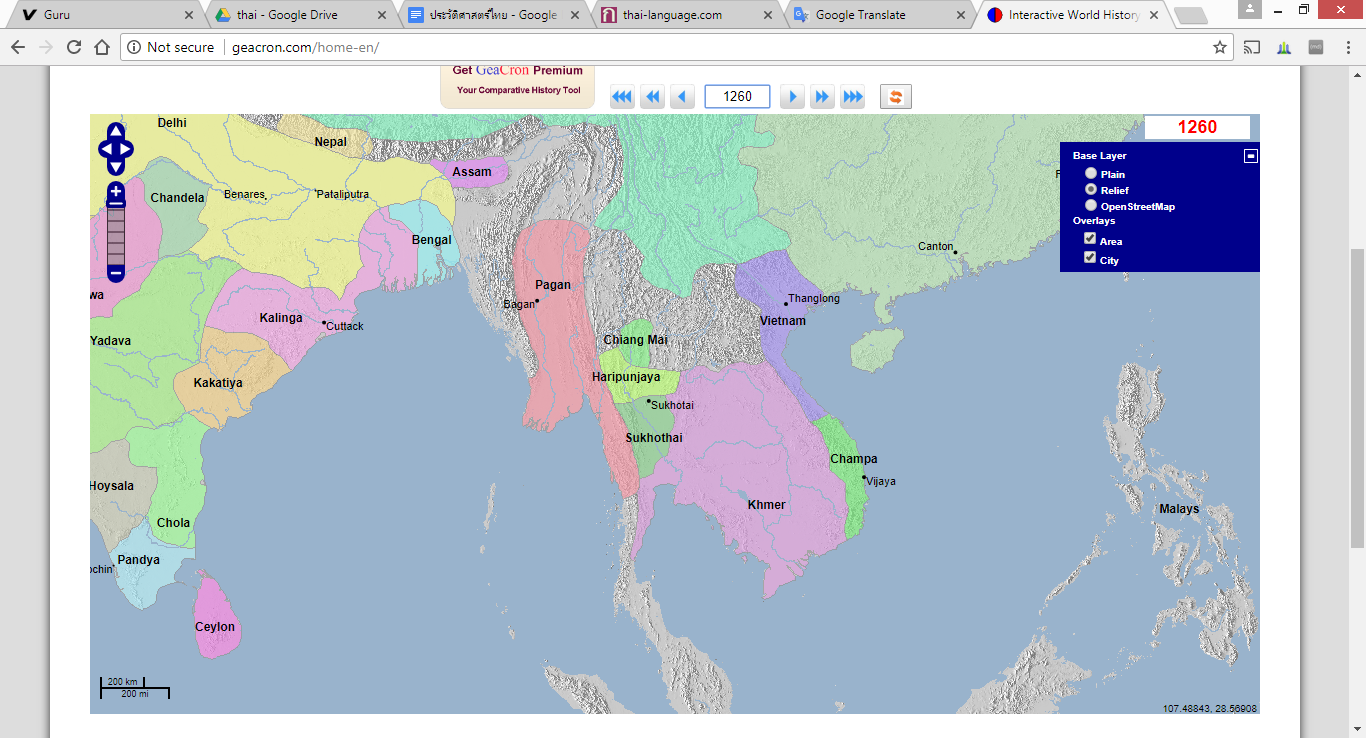 Guru
thai - Google Drive
ประวัติศาสตร์ไทย - Google
thai-language.com
Google Translate
Interactive World History
Not secure
geacron.com/home-en/
Get GeaCron Premium
Your Comparative History Tool
1260
1260
Base Layer
Plain
Relief
OpenStreetMap
Overlays
Area
City
Delhi
Nepal
Assam
Chandela
Benares
Pataliputra
Bengal
Canton
Pagan
Bagan
wa
Kalinga
Cuttack
Thanglong
Vietnam
Yadava
Chiang Mai
Kakatiya
Haripunjaya
Sukhotai
Sukhothai
Champa
Vijaya
Hoysala
Khmer
Malays
Chola
Pandya
ochin
Ceylon
200 km
200 mi
107.48843, 28.56908